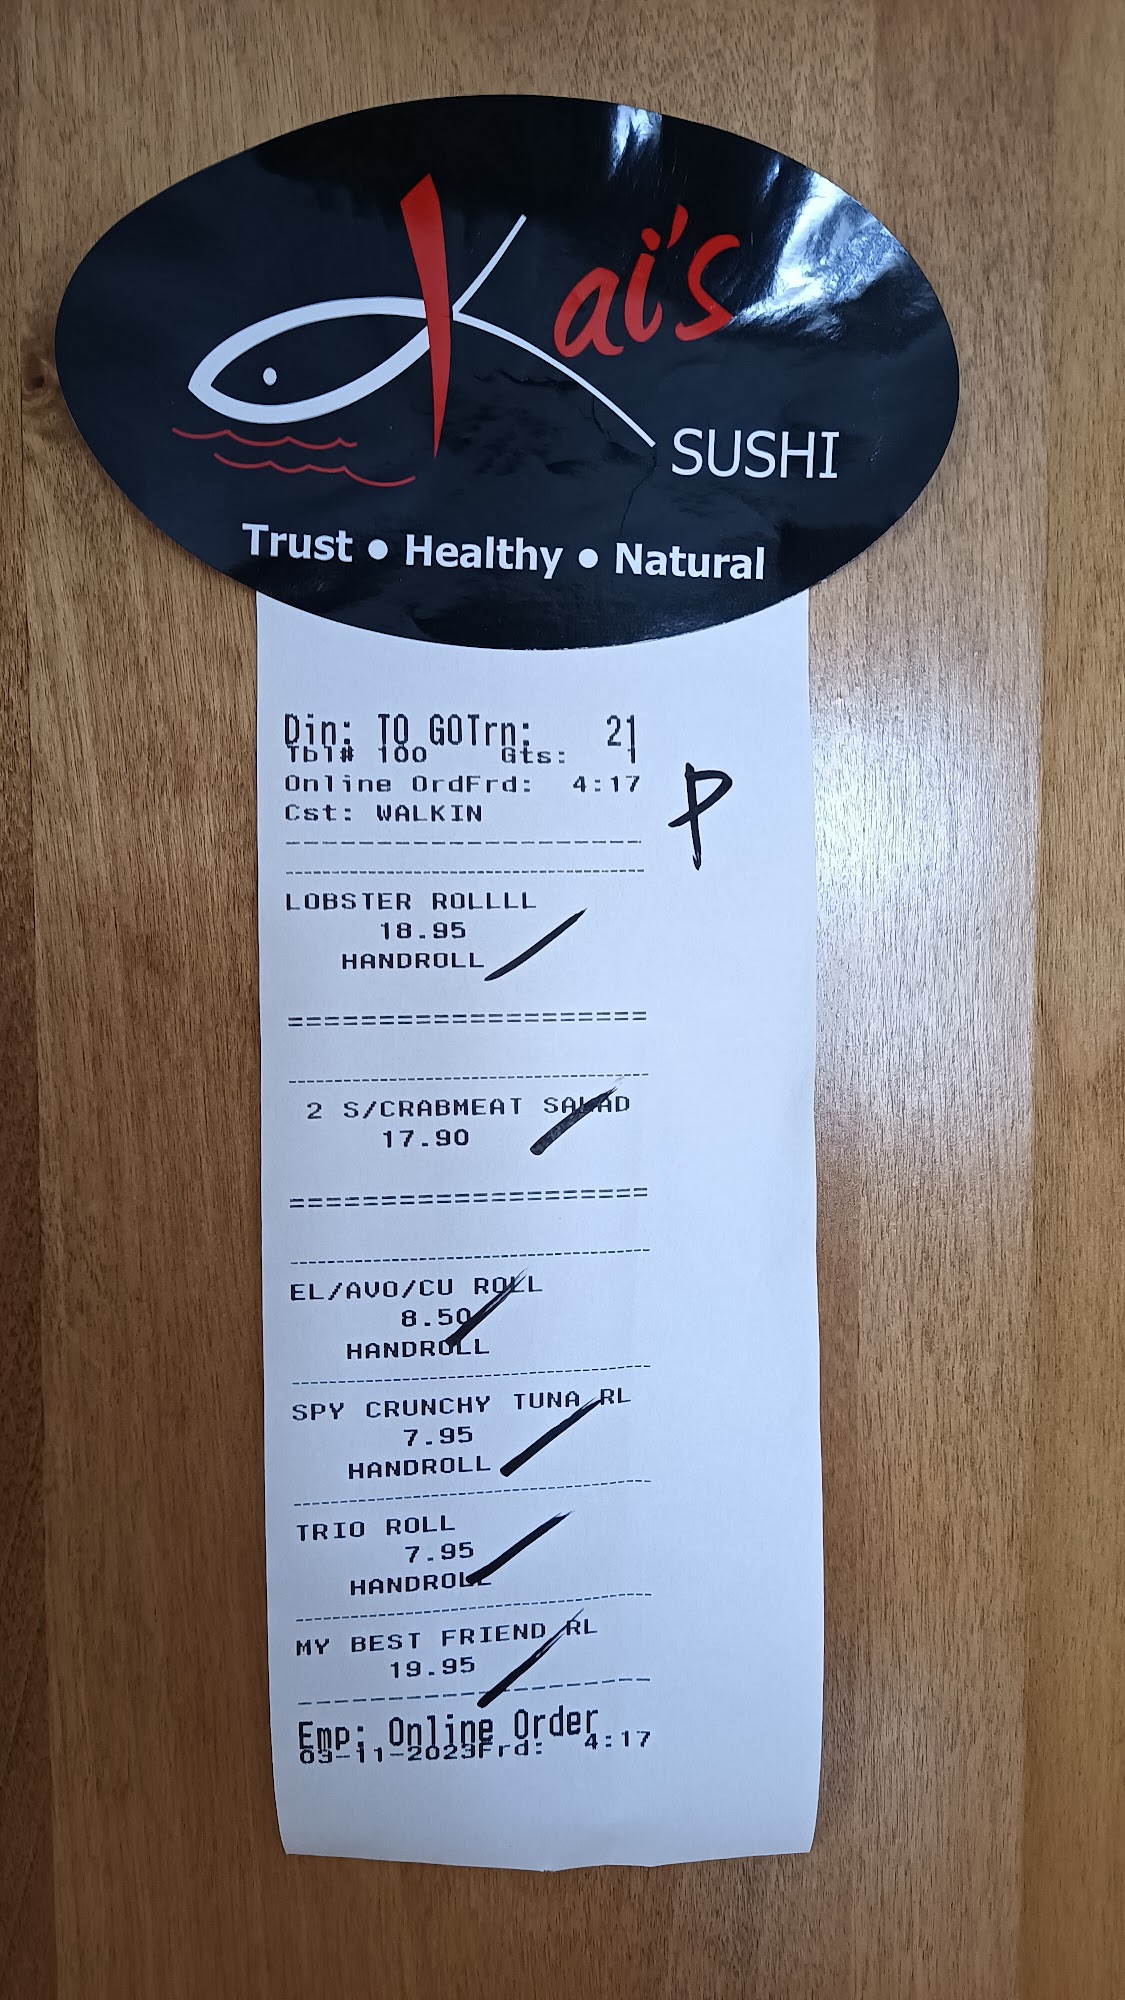 Kai's
SUSHI
Trust • Healthy • Natural
Din: TO GOTrn: 21
Tbl# 100 Gts: 1
Online OrdFrd: 4:17
Cst: WALKIN
P
--------------------
--------------------
LOBSTER ROLLLL
18.95
HANDROLL
====================
--------------------
2 S/CRABMEAT SALAD
17.90
====================
--------------------
EL/AVO/CU ROLL
8.50
HANDROLL
--------------------
SPY CRUNCHY TUNA RL
7.95
HANDROLL
--------------------
TRIO ROLL
7.95
HANDROLL
--------------------
MY BEST FRIEND RL
19.95
--------------------
Emp: Online Order
03-11-2023Frd: 4:17